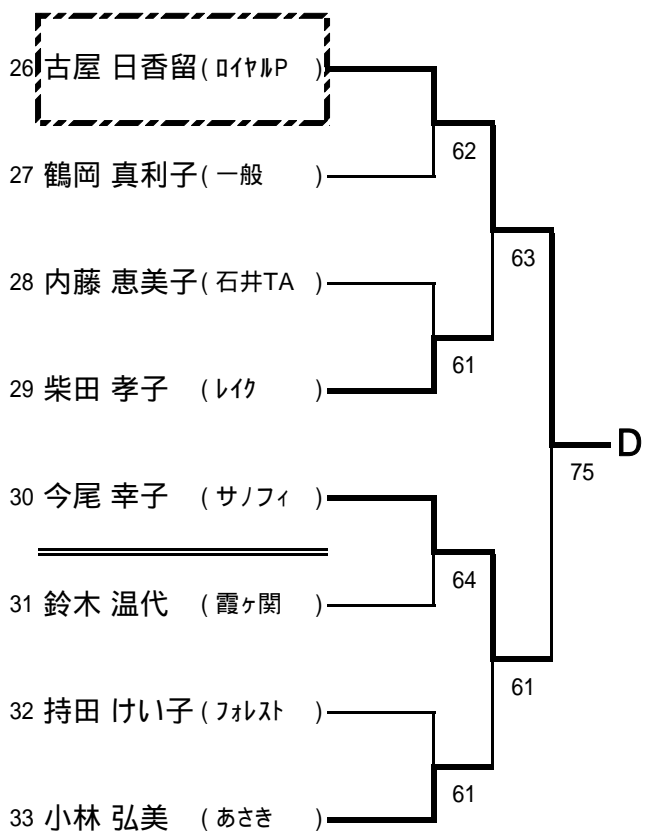 26 古屋 日香留 ( ロイヤルP )
62
27 鶴岡 真利子 ( 一般 )
63
28 内藤 恵美子 ( 石井TA )
61
29 柴田 孝子 ( レイク )
D
75
30 今尾 幸子 ( サノフィ )
64
31 鈴木 温代 ( 霞ヶ関 )
61
32 持田 けい子 ( フォレスト )
61
33 小林 弘美 ( あさき )